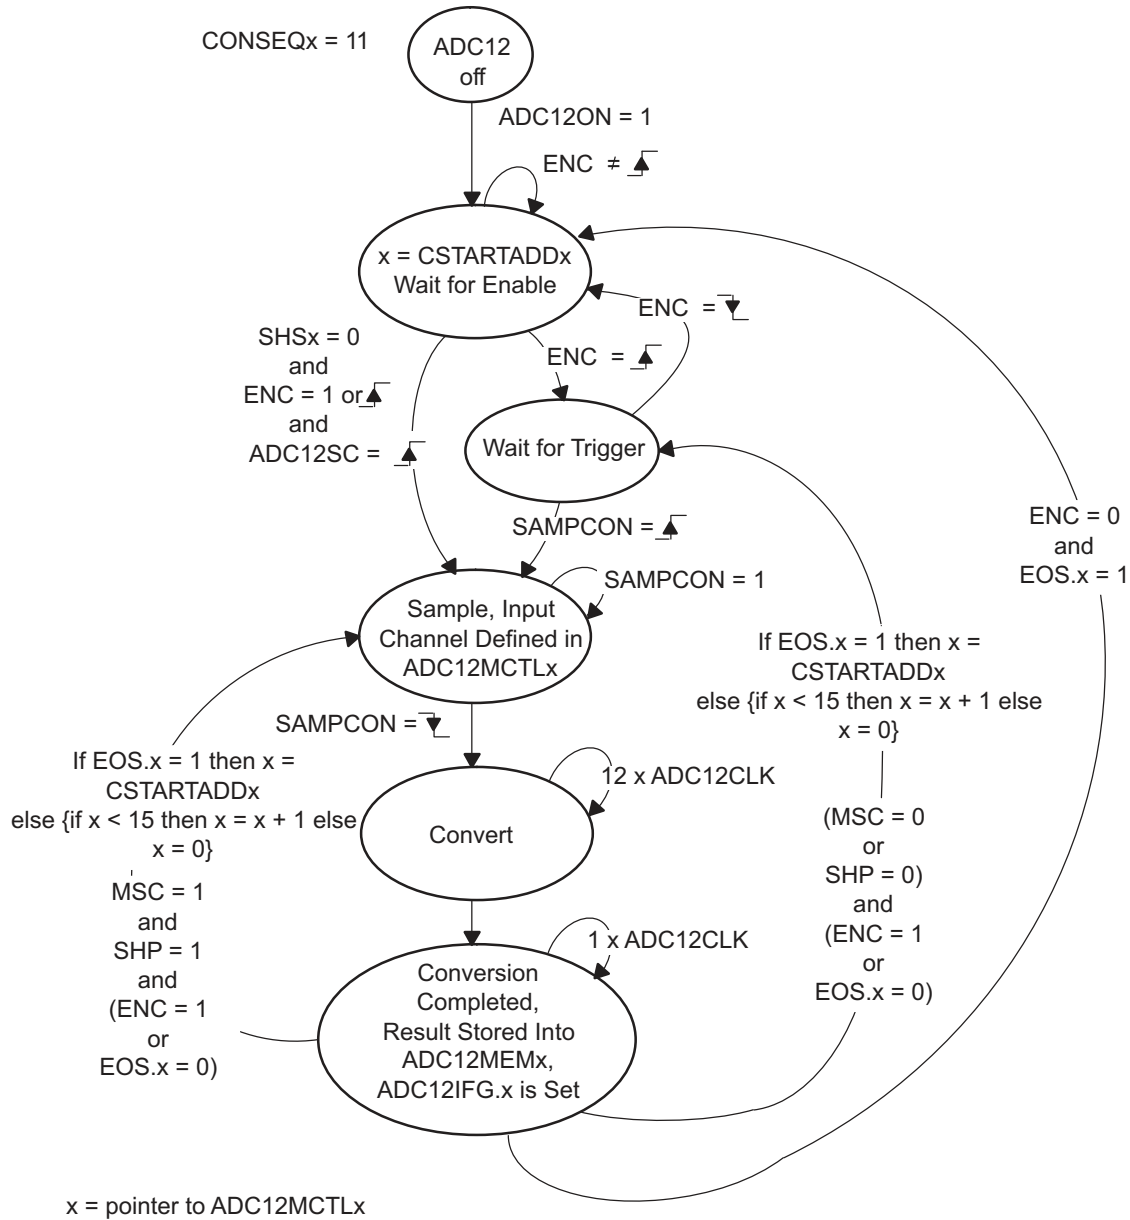 CONSEQx = 11
ADC12
off
ADC12ON = 1
ENC ≠
x = CSTARTADDx
Wait for Enable
ENC =
SHSx = 0
and
ENC = 1 or
and
ADC12SC =
ENC =
Wait for Trigger
SAMPCON =
ENC = 0
and
EOS.x = 1
SAMPCON = 1
Sample, Input
Channel Defined in
ADC12MCTLx
If EOS.x = 1 then x =
CSTARTADDx
else {if x < 15 then x = x + 1 else
x = 0}
SAMPCON =
If EOS.x = 1 then x =
CSTARTADDx
else {if x < 15 then x = x + 1 else
x = 0}
12 x ADC12CLK
Convert
(MSC = 0
or
SHP = 0)
and
(ENC = 1
or
EOS.x = 0)
MSC = 1
and
SHP = 1
and
(ENC = 1
or
EOS.x = 0)
1 x ADC12CLK
Conversion
Completed,
Result Stored Into
ADC12MEMx,
ADC12IFG.x is Set
x = pointer to ADC12MCTLx